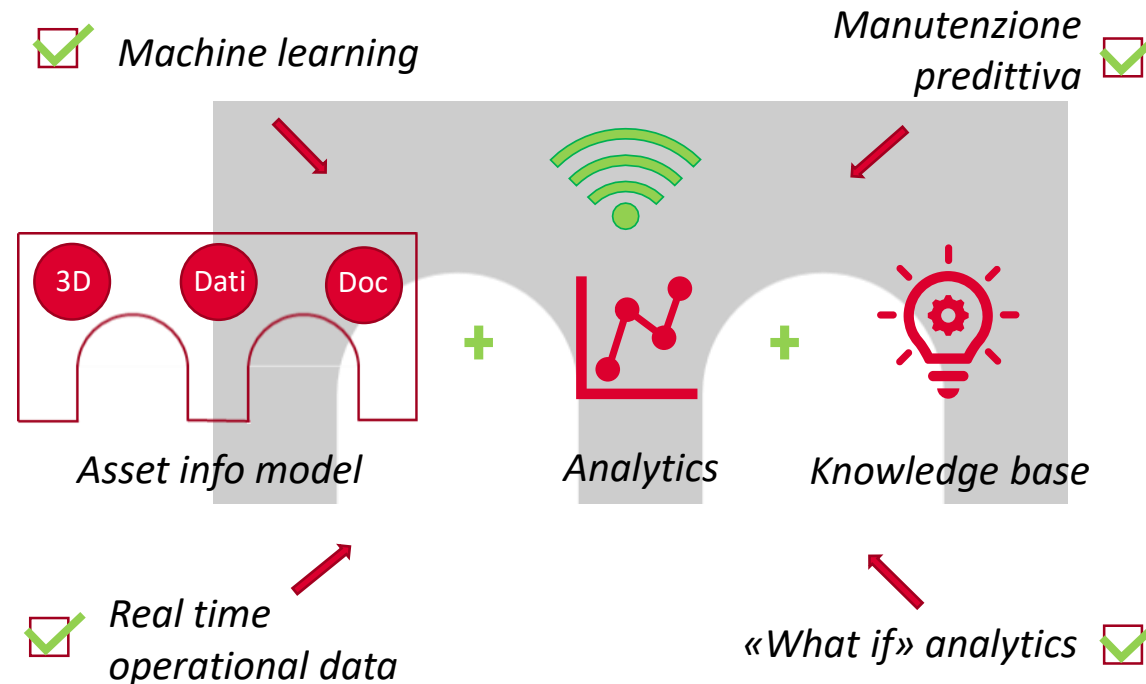 Machine learning
Manutenzione
predittiva
3D
Dati
Doc
Asset info model
Analytics
Knowledge base
Real time
operational data
«What if» analytics